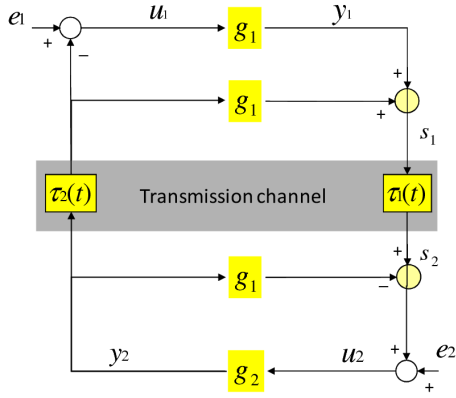 e1 + − u1 g1 y1 +
g1 + s1
τ2(t) Transmission channel τ1(t)
+ s2
g1 −
y2 g2 u2 + e2 +